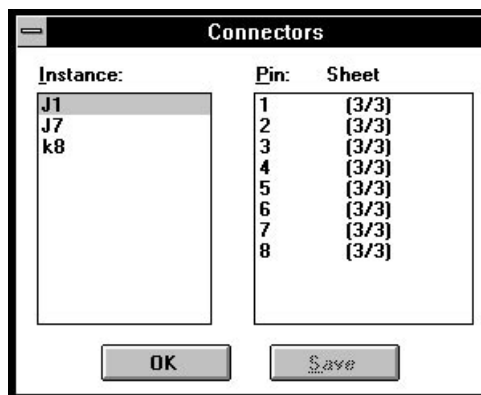 Connectors
Instance:
J1
J7
k8
Pin: Sheet
1 (3/3)
2 (3/3)
3 (3/3)
4 (3/3)
5 (3/3)
6 (3/3)
7 (3/3)
8 (3/3)
OK
Save